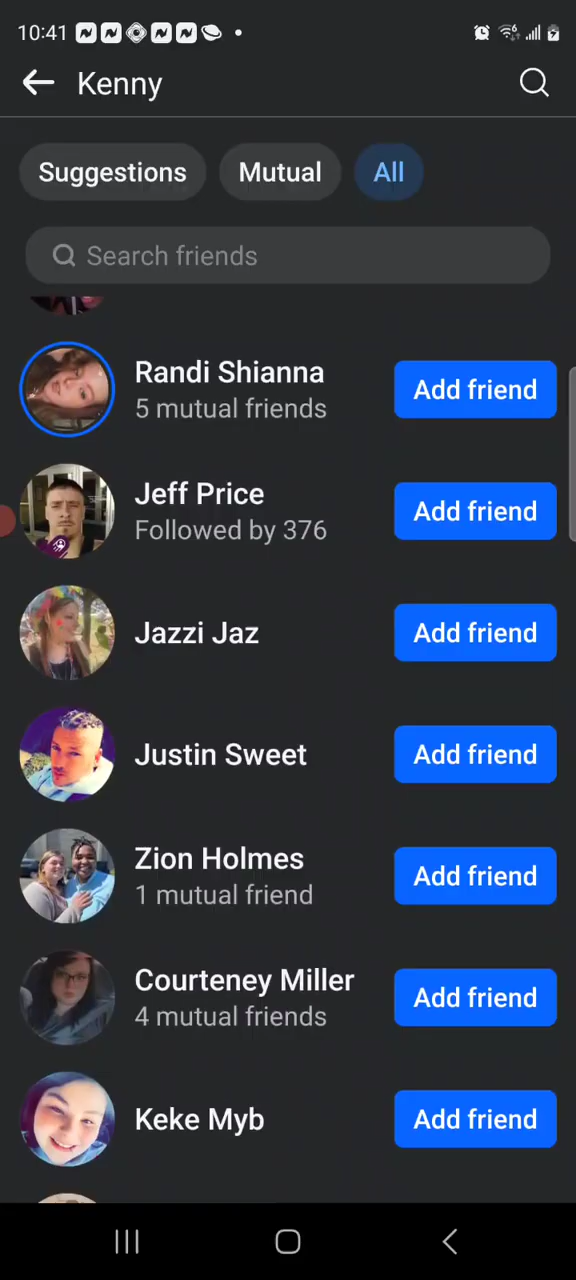 10:41
Kenny
Suggestions
Mutual
All
Search friends
Randi Shianna
5 mutual friends
Add friend
Jeff Price
Followed by 376
Add friend
Jazzi Jaz
Add friend
Justin Sweet
Add friend
Zion Holmes
1 mutual friend
Add friend
Courteney Miller
4 mutual friends
Add friend
Keke Myb
Add friend